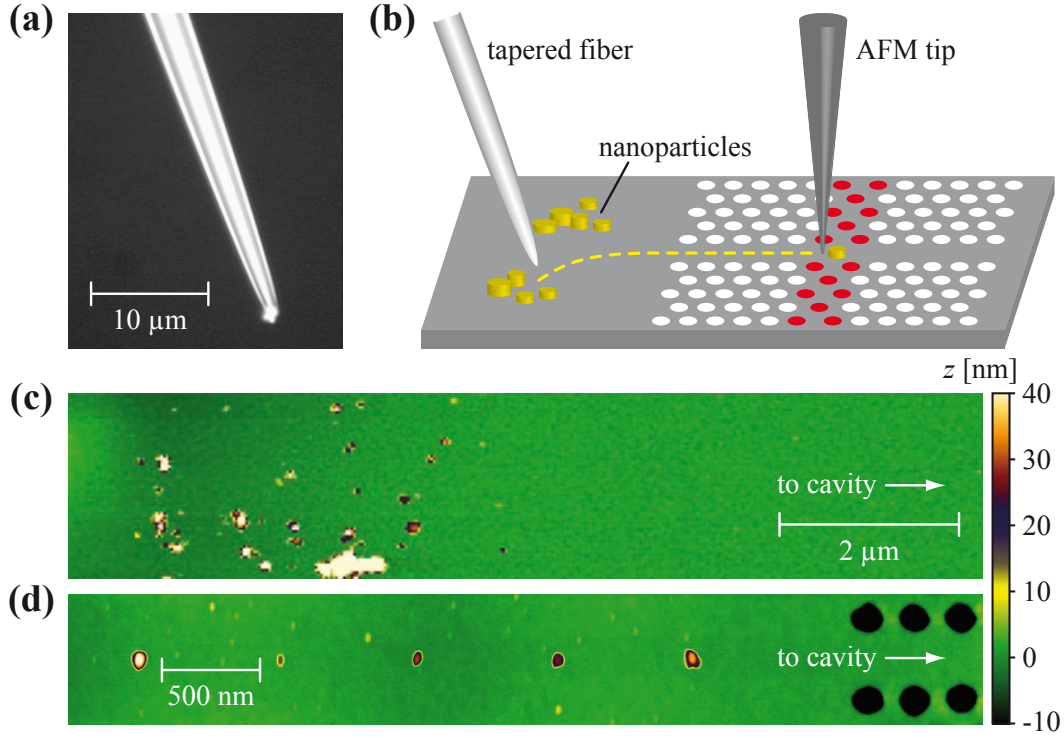 (a)
10 µm
(b)
tapered fiber
AFM tip
nanoparticles
(c)
to cavity
2 µm
z [nm]
40
30
20
10
0
-10
(d)
500 nm
to cavity